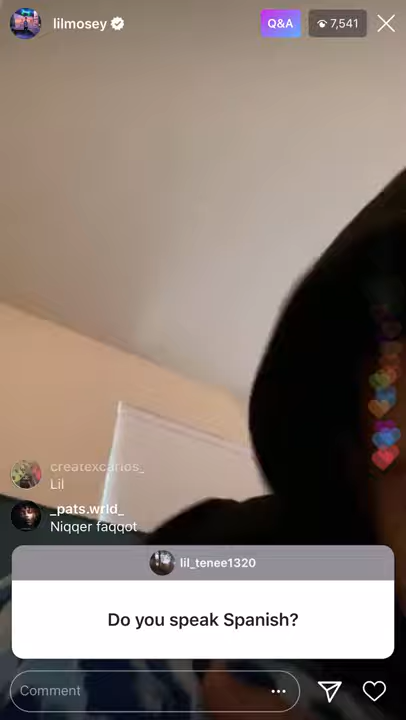 lilmosey
Q&A
7,541
createxcarlos_
Lil
_pats.wrld_
Niqqer faqqot
lil_tenee1320
Do you speak Spanish?
Comment